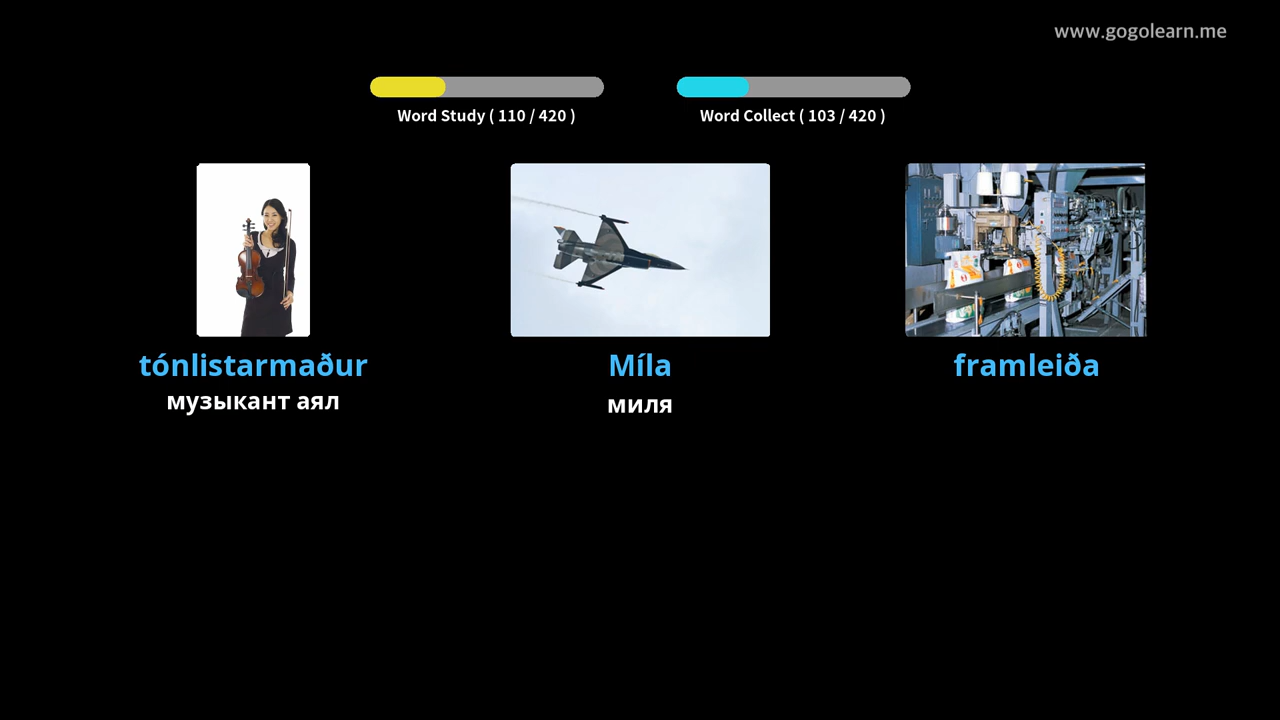 www.gogolearn.me
Word Study ( 110 / 420 )
Word Collect ( 103 / 420 )
tónlistarmaður
Míla
framleiða
музыкант аял
миля